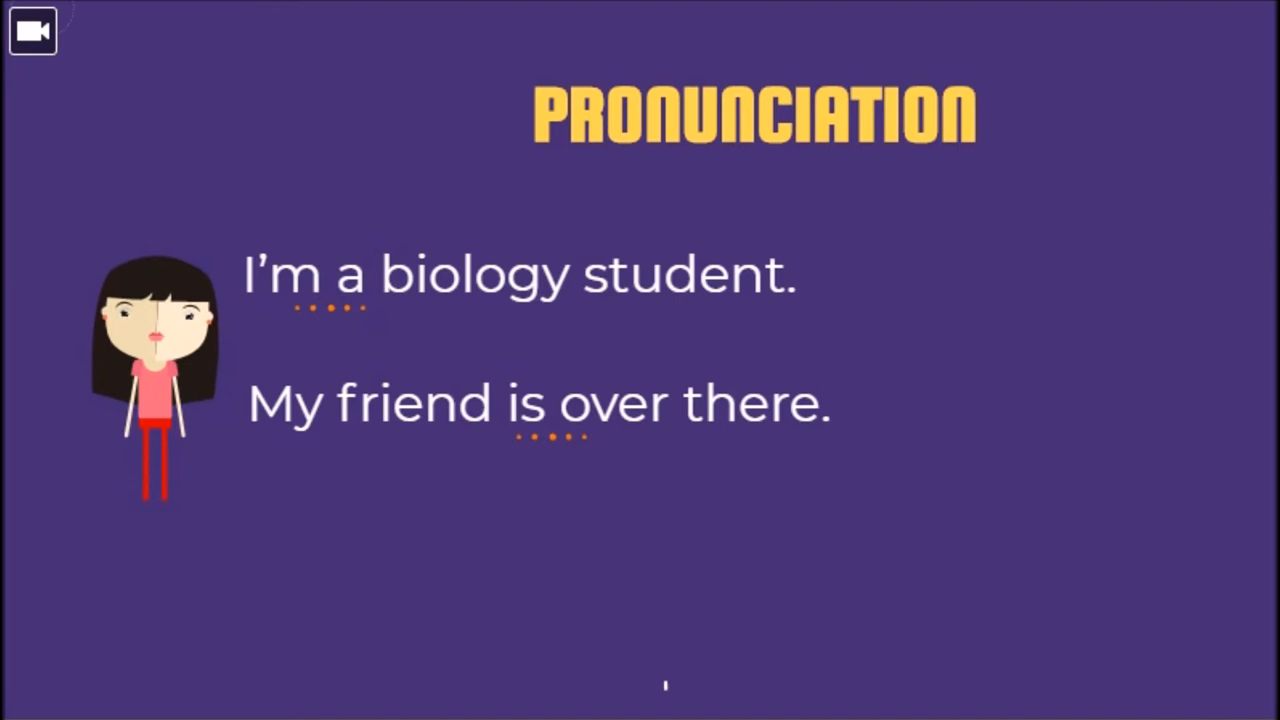 PRONUNCIATION
I’m a biology student.
My friend is over there.